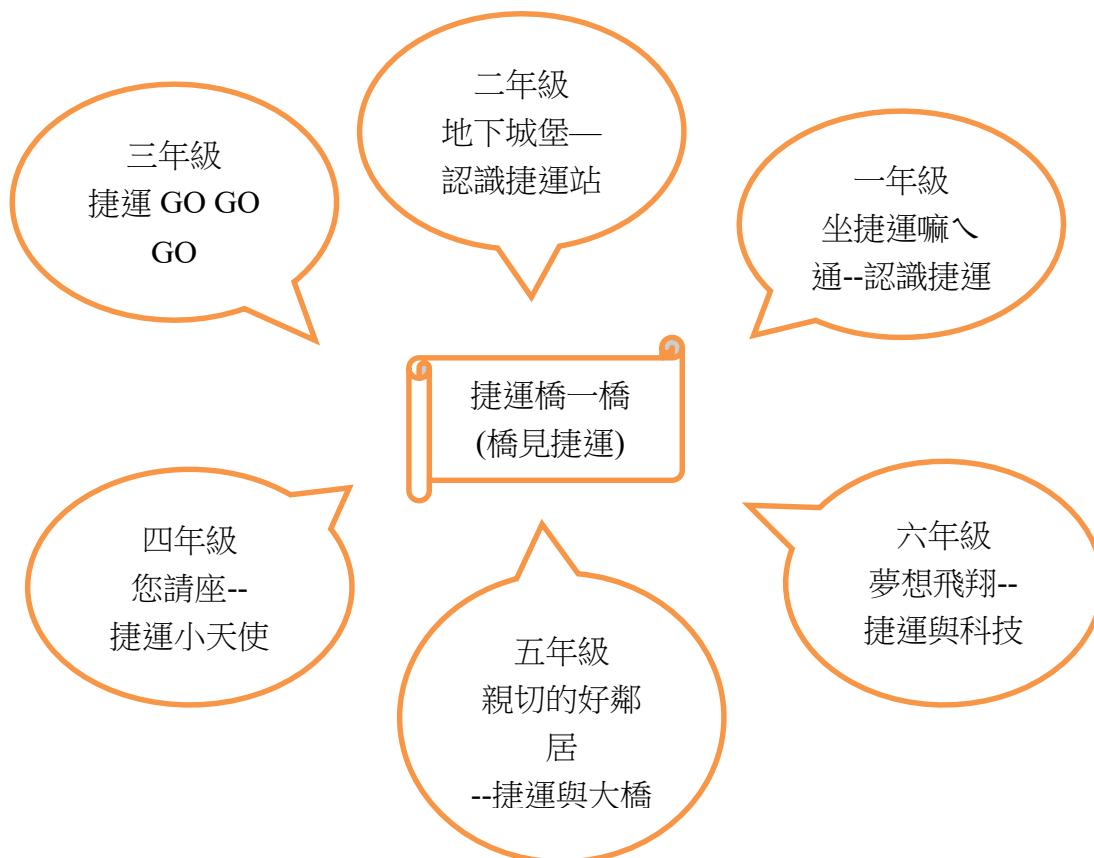 二年級
地下城堡—
認識捷運站
三年級
捷運 GO GO
GO
一年級
坐捷運嘛ㄟ
通--認識捷運
捷運橋一橋
(橋見捷運)
四年級
您請座--
捷運小天使
六年級
夢想飛翔--
捷運與科技
五年級
親切的好鄰
居
--捷運與大橋